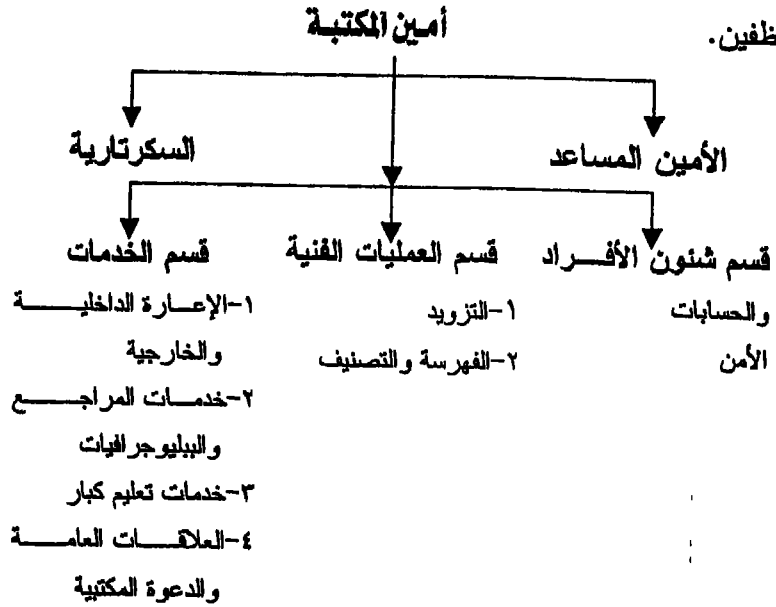 ظفين.
أمين المكتبة
الأمين المساعد
السكرتارية
قسم شئون الأفراد
والحسابات
الأمن
قسم العمليات الفنية
١-التزويد
٢-الفهرسة والتصنيف
قسم الخدمات
١-الإعارة الداخلية
والخارجية
٢-خدمات المراجع
والببليوجرافيات
٣-خدمات تعليم كبار
٤-العلاقات العامة
والدعوة المكتبية